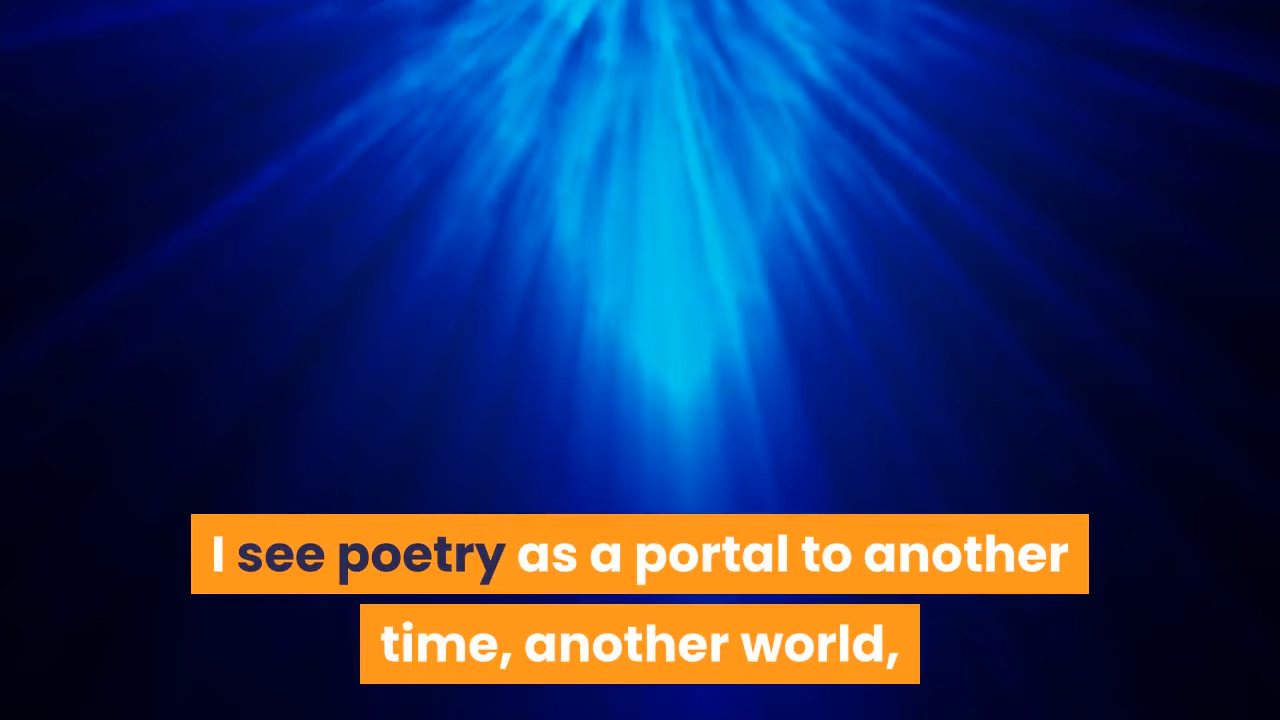 I see poetry as a portal to another
time, another world,